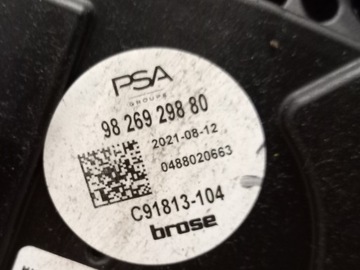 PSA
GROUPE
98 269 298 80
2021-08-12
0488020663
C91813-104
brose